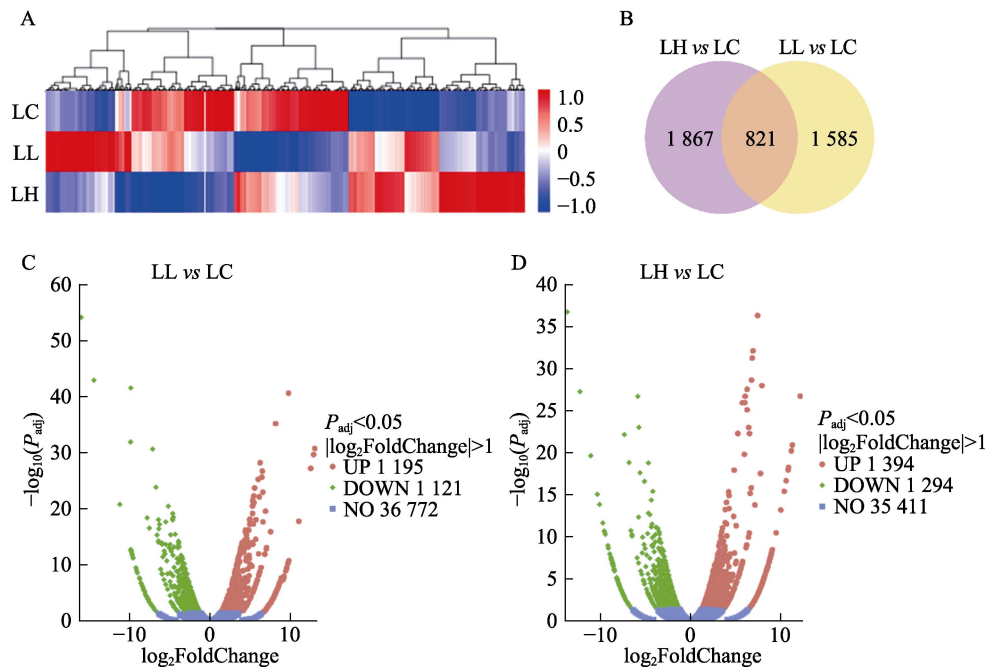 A
LC
LL
LH
1.0
0.5
0
−0.5
−1.0
B
LH vs LC
LL vs LC
1 867
821
1 585
C
LL vs LC
60
50
40
30
20
10
0
−log10(Padj)
−10
0
10
log2FoldChange
Padj<0.05
|log2FoldChange|>1
UP 1 195
DOWN 1 121
NO 36 772
D
LH vs LC
40
35
30
25
20
15
10
5
0
−log10(Padj)
−10
0
10
log2FoldChange
Padj<0.05
|log2FoldChange|>1
UP 1 394
DOWN 1 294
NO 35 411